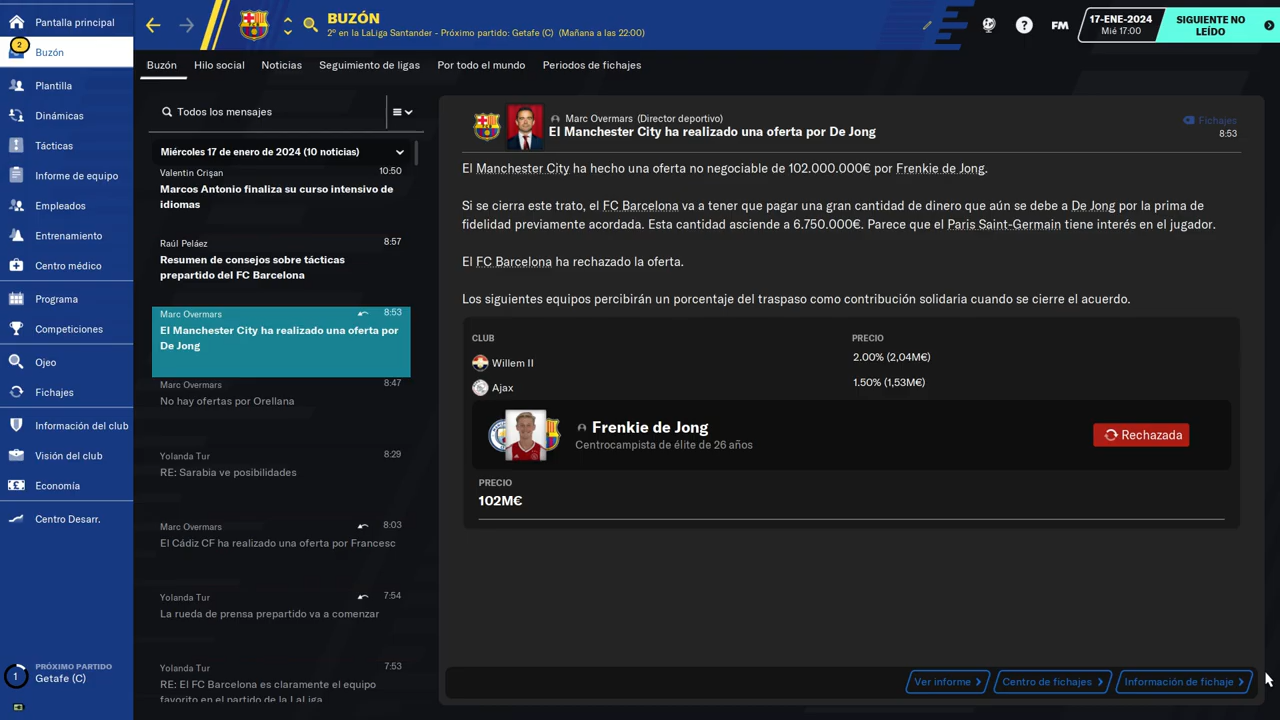 Pantalla principal
2
Buzón
Plantilla
Dinámicas
Tácticas
Informe de equipo
Empleados
Entrenamiento
Centro médico
Programa
Competiciones
Ojeo
Fichajes
Información del club
Visión del club
Economía
Centro Desarr.
1
PRÓXIMO PARTIDO
Getafe (C)
BUZÓN
2º en la LaLiga Santander - Próximo partido: Getafe (C) (Mañana a las 22:00)
?
FM
17-ENE-2024
Mié 17:00
SIGUIENTE NO LEÍDO
Buzón
Hilo social
Noticias
Seguimiento de ligas
Por todo el mundo
Periodos de fichajes
Todos los mensajes
Miércoles 17 de enero de 2024 (10 noticias)
Valentin Crișan
10:50
Marcos Antonio finaliza su curso intensivo de
idiomas
Raúl Peláez
8:57
Resumen de consejos sobre tácticas
prepartido del FC Barcelona
Marc Overmars
8:53
El Manchester City ha realizado una oferta por
De Jong
Marc Overmars
8:47
No hay ofertas por Orellana
Yolanda Tur
8:29
RE: Sarabia ve posibilidades
Marc Overmars
8:03
El Cádiz CF ha realizado una oferta por Francesc
Yolanda Tur
7:54
La rueda de prensa prepartido va a comenzar
Yolanda Tur
7:53
RE: El FC Barcelona es claramente el equipo
favorito en el partido de la LaLiga
Marc Overmars (Director deportivo)
El Manchester City ha realizado una oferta por De Jong
Fichajes
8:53
El Manchester City ha hecho una oferta no negociable de 102.000.000€ por Frenkie de Jong.
Si se cierra este trato, el FC Barcelona va a tener que pagar una gran cantidad de dinero que aún se debe a De Jong por la prima de
fidelidad previamente acordada. Esta cantidad asciende a 6.750.000€. Parece que el Paris Saint-Germain tiene interés en el jugador.
El FC Barcelona ha rechazado la oferta.
Los siguientes equipos percibirán un porcentaje del traspaso como contribución solidaria cuando se cierre el acuerdo.
CLUB
PRECIO
Willem II
2.00% (2,04M€)
Ajax
1.50% (1,53M€)
Frenkie de Jong
Centrocampista de élite de 26 años
Rechazada
PRECIO
102M€
Ver informe
Centro de fichajes
Información de fichaje